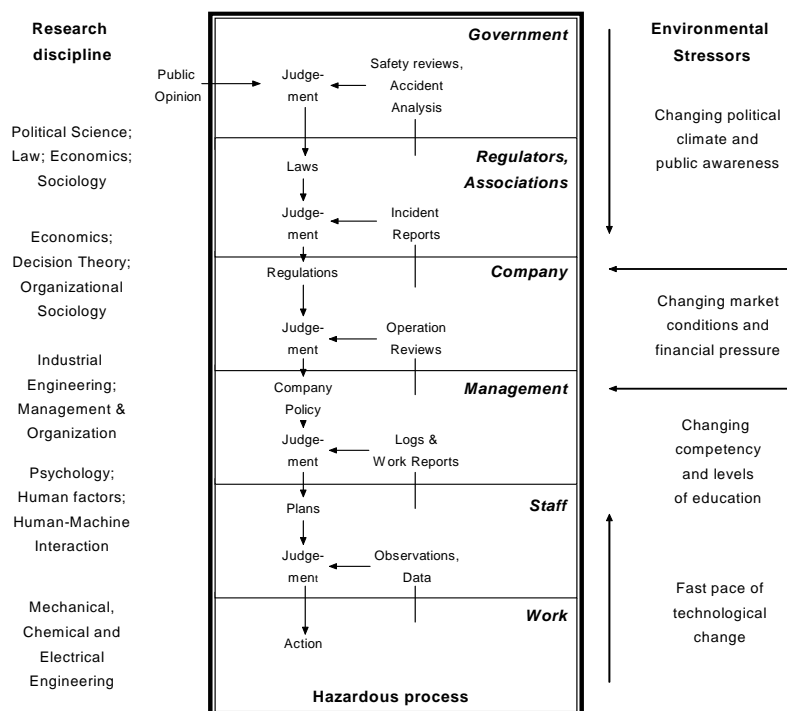 Research
discipline
Political Science;
Law; Economics;
Sociology
Economics;
Decision Theory;
Organizational
Sociology
Industrial
Engineering;
Management &
Organization
Psychology;
Human factors;
Human-Machine
Interaction
Mechanical,
Chemical and
Electrical
Engineering
Public
Opinion
Government
Judge-
ment
Safety reviews,
Accident
Analysis
Regulators,
Associations
Laws
Judge-
ment
Incident
Reports
Company
Regulations
Judge-
ment
Operation
Reviews
Management
Company
Policy
Judge-
ment
Logs &
Work Reports
Staff
Plans
Judge-
ment
Observations,
Data
Work
Action
Hazardous process
Environmental
Stressors
Changing political
climate and
public awareness
Changing market
conditions and
financial pressure
Changing
competency
and levels
of education
Fast pace of
technological
change